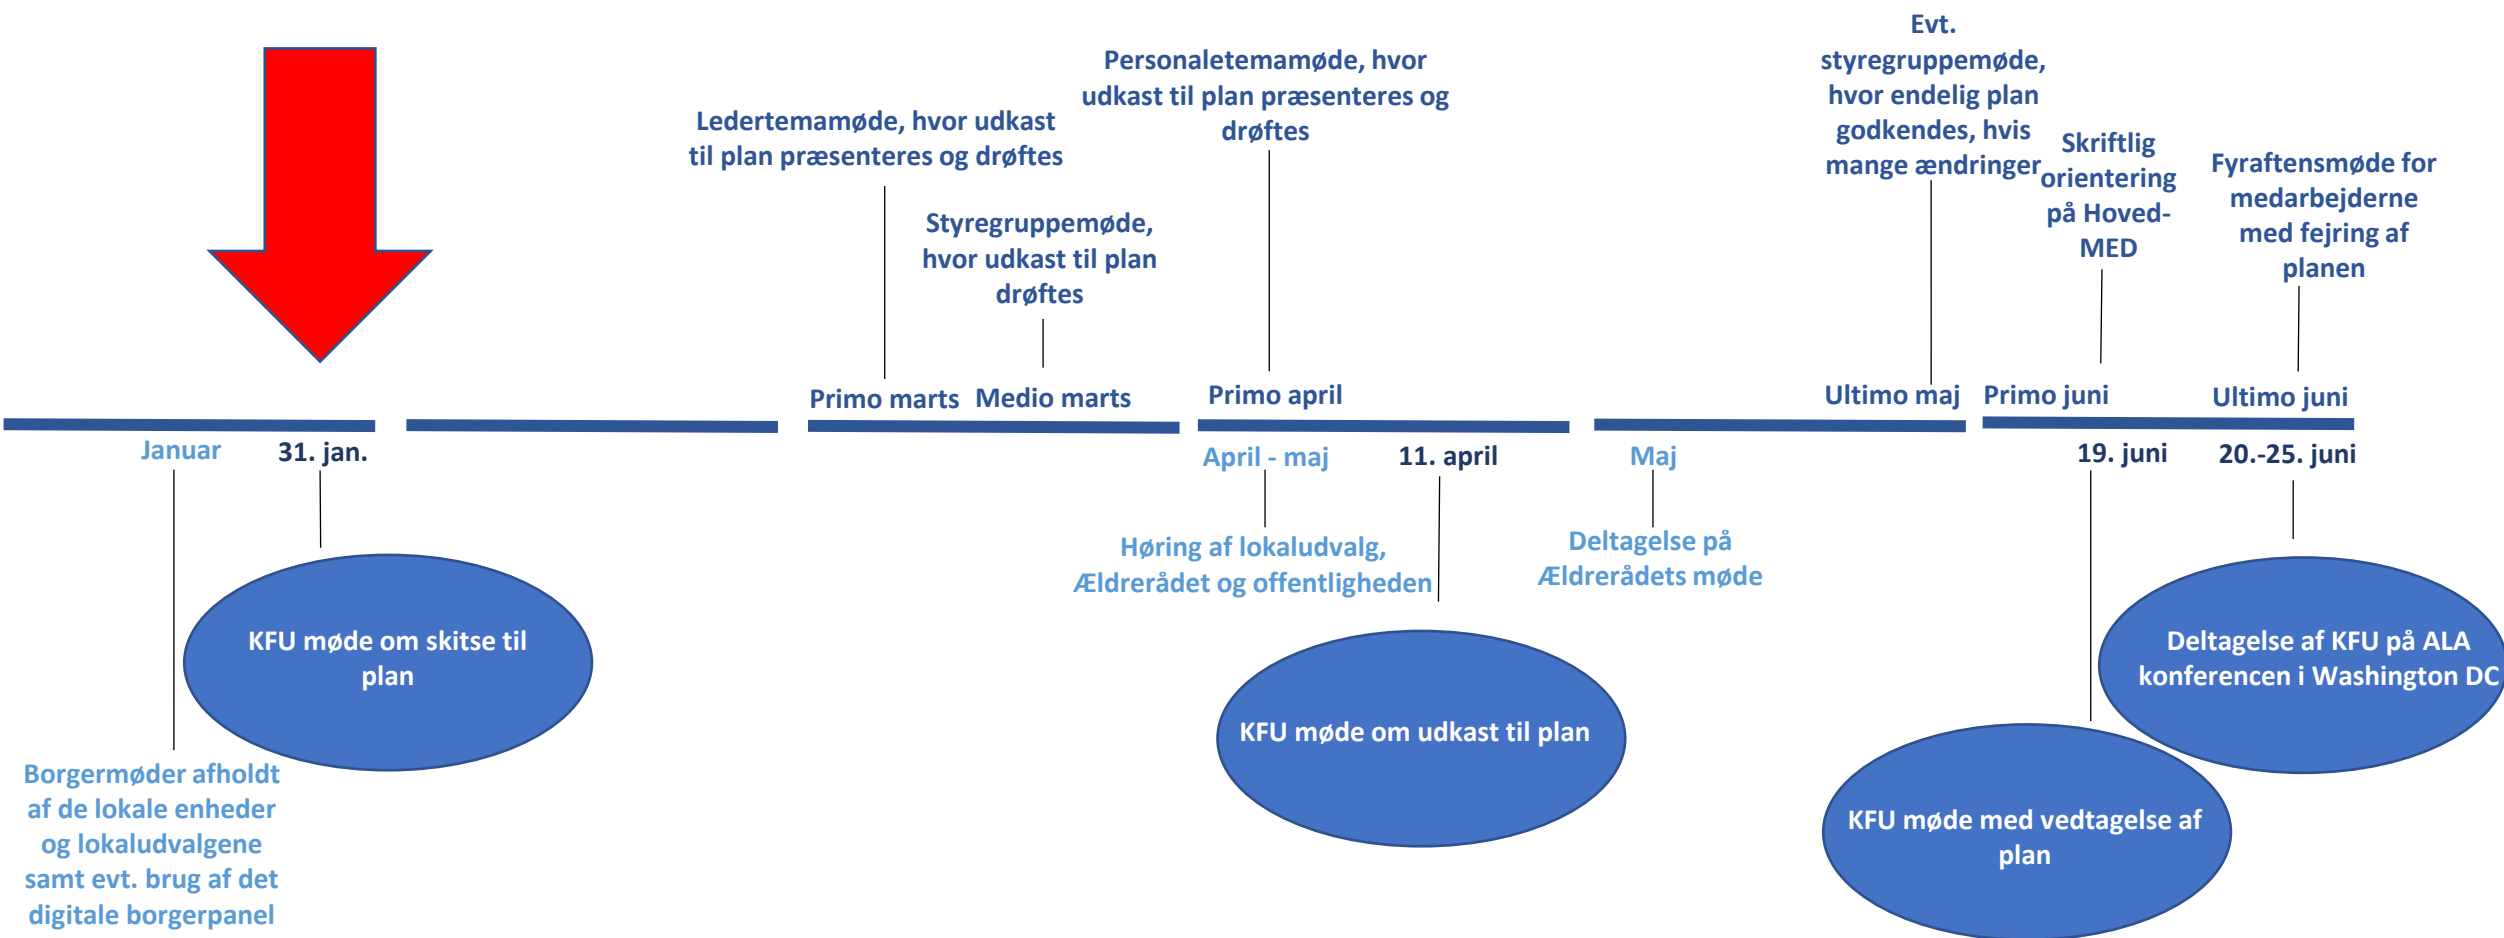 Evt.
styregruppemøde,
hvor endelig plan
godkendes, hvis
mange ændringer
Personaletemamøde, hvor
udkast til plan præsenteres og
drøftes
Ledertemamøde, hvor udkast
til plan præsenteres og drøftes
Styregruppemøde,
hvor udkast til plan
drøftes
Skriftlig
orientering
på Hoved-
MED
Fyraftensmøde for
medarbejderne
med fejring af
planen
Primo marts
Medio marts
Primo april
Ultimo maj
Primo juni
Ultimo juni
Januar
31. jan.
April - maj
11. april
Maj
19. juni
20.-25. juni
Høring af lokaludvalg,
Ældrerådet og offentligheden
Deltagelse på
Ældrerådets møde
KFU møde om skitse til
plan
KFU møde om udkast til plan
Deltagelse af KFU på ALA
konferencen i Washington DC
KFU møde med vedtagelse af
plan
Borgermøder afholdt
af de lokale enheder
og lokaludvalgene
samt evt. brug af det
digitale borgerpanel